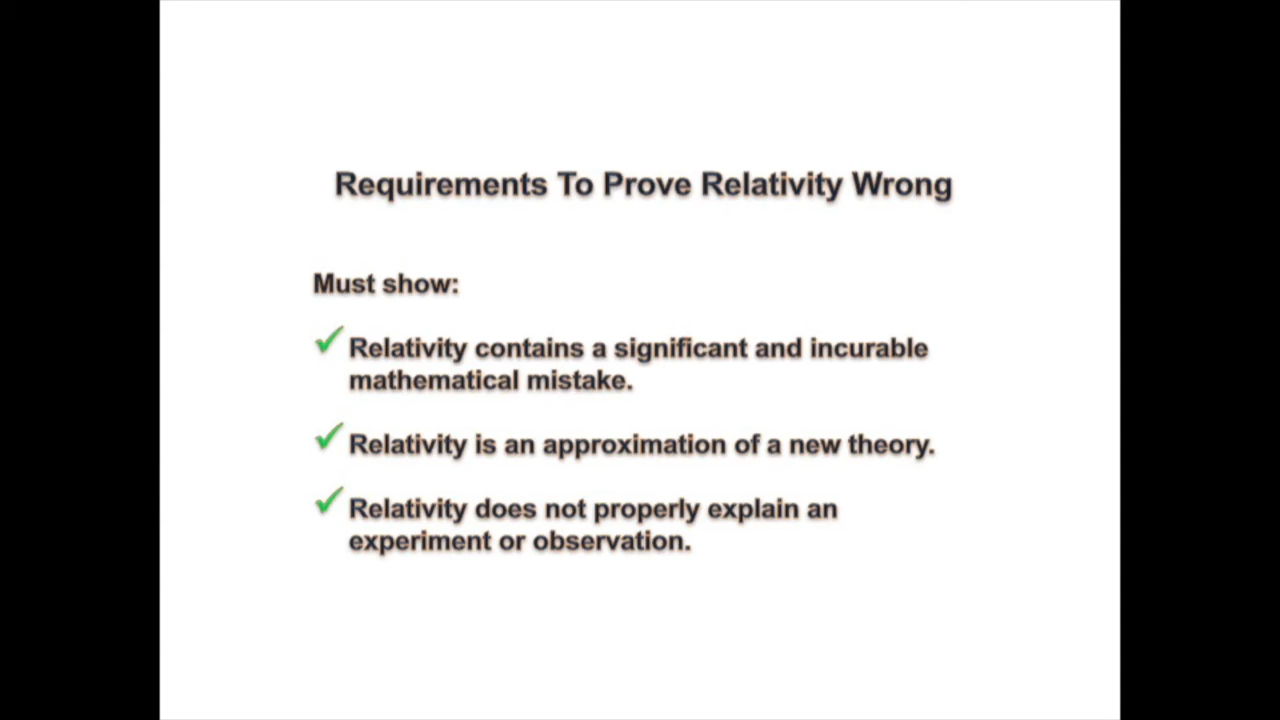 Requirements To Prove Relativity Wrong
Must show:
Relativity contains a significant and incurable
mathematical mistake.
Relativity is an approximation of a new theory.
Relativity does not properly explain an
experiment or observation.